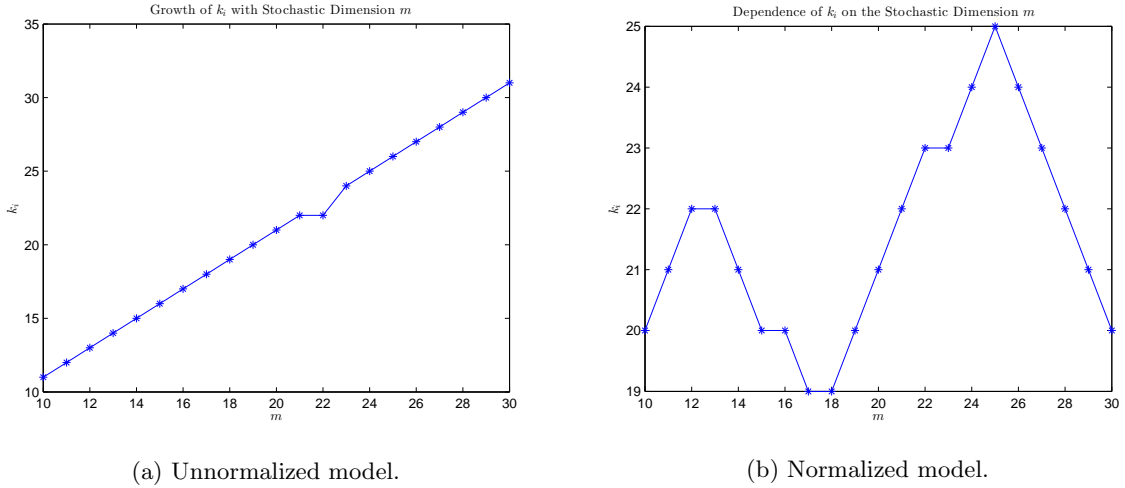 Growth of k_i with Stochastic Dimension m
35
30
25
20
15
10
k_i
10 12 14 16 18 20 22 24 26 28 30
m
(a) Unnormalized model.
Dependence of k_i on the Stochastic Dimension m
25
24
23
22
21
20
19
k_i
10 12 14 16 18 20 22 24 26 28 30
m
(b) Normalized model.